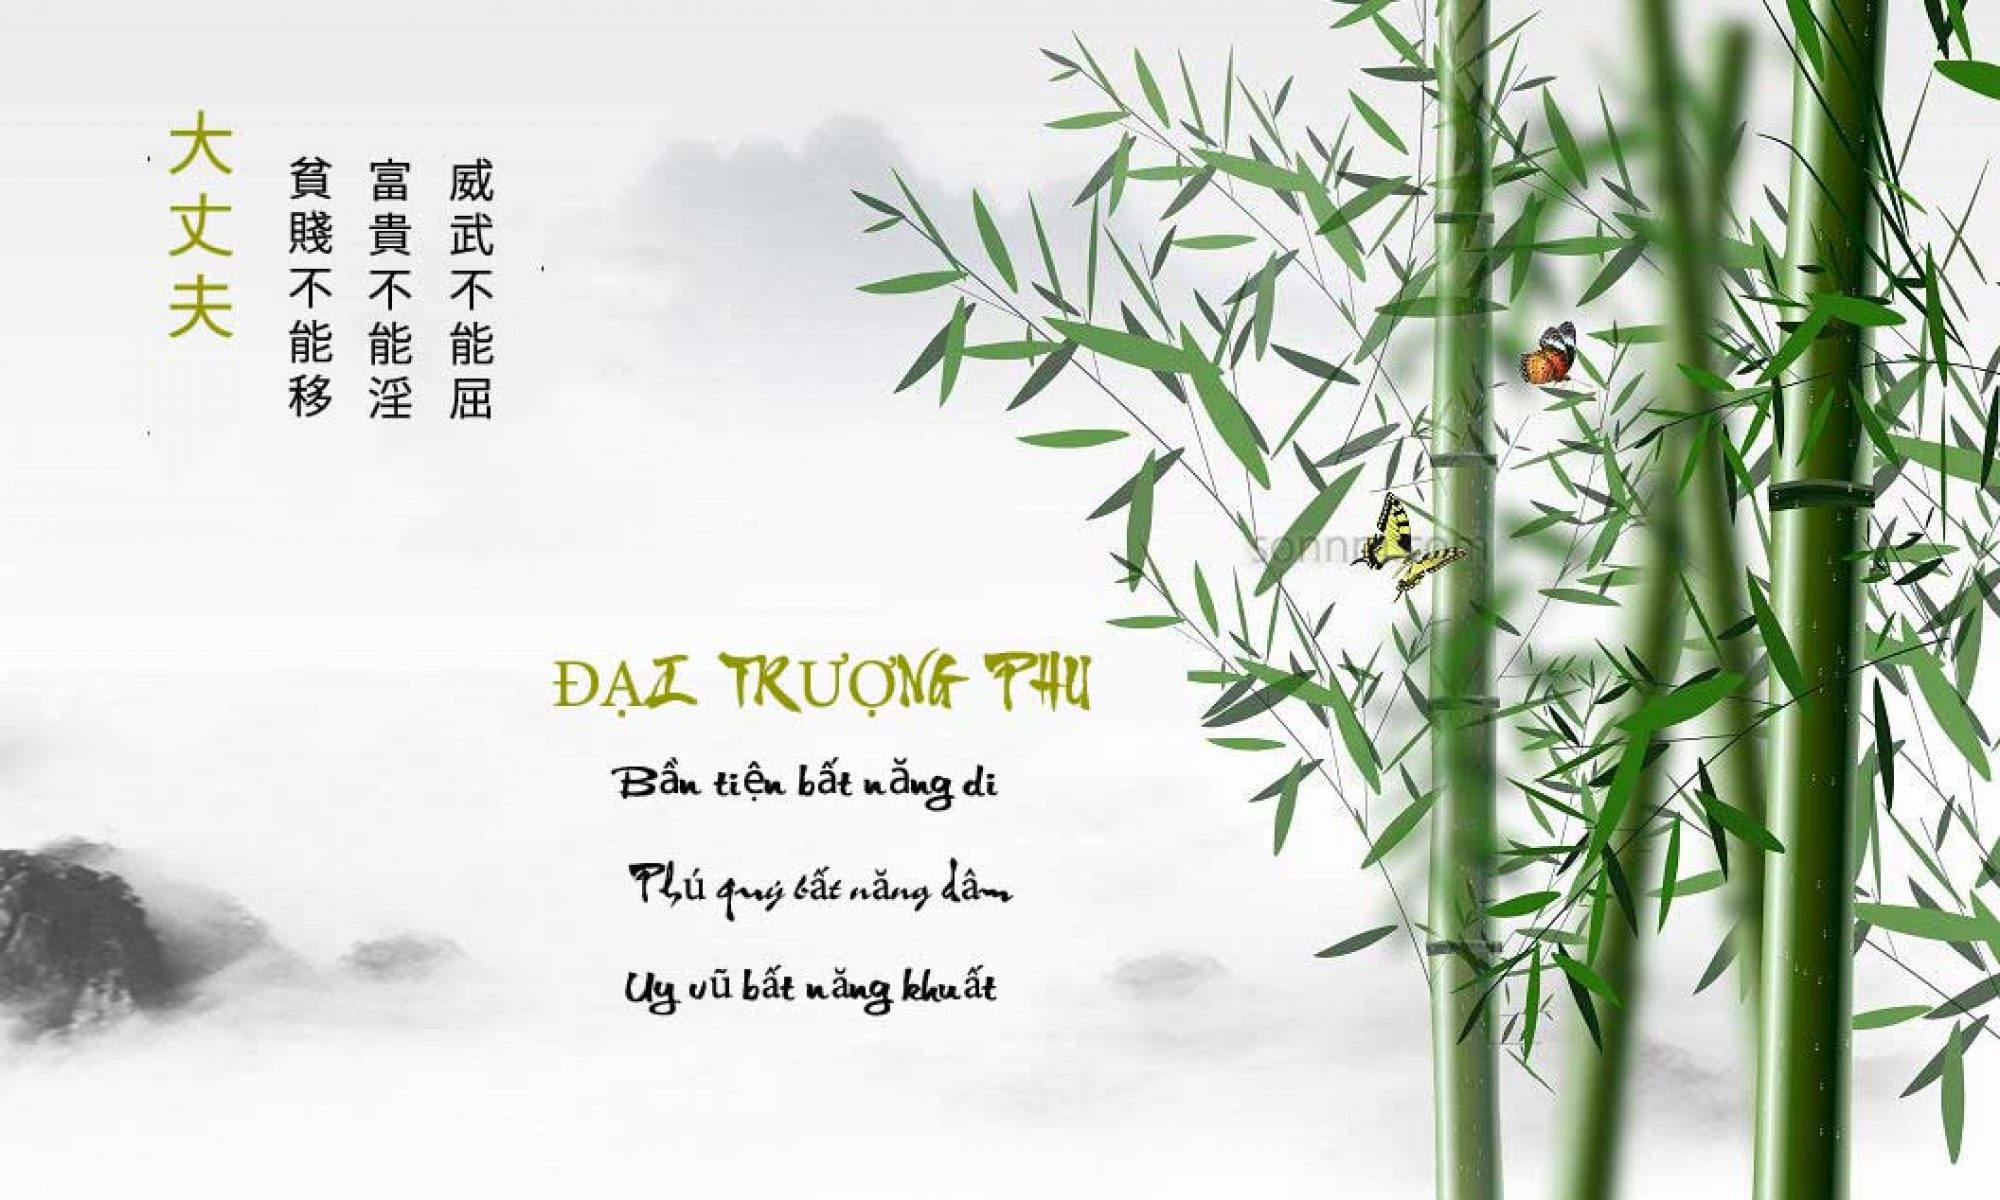 大丈夫
貧賤不能移
富貴不能淫
威武不能屈
ĐẠI TRƯỢNG PHU
Bần tiện bất năng di
Phú quý bất năng dâm
Uy vũ bất năng khuất